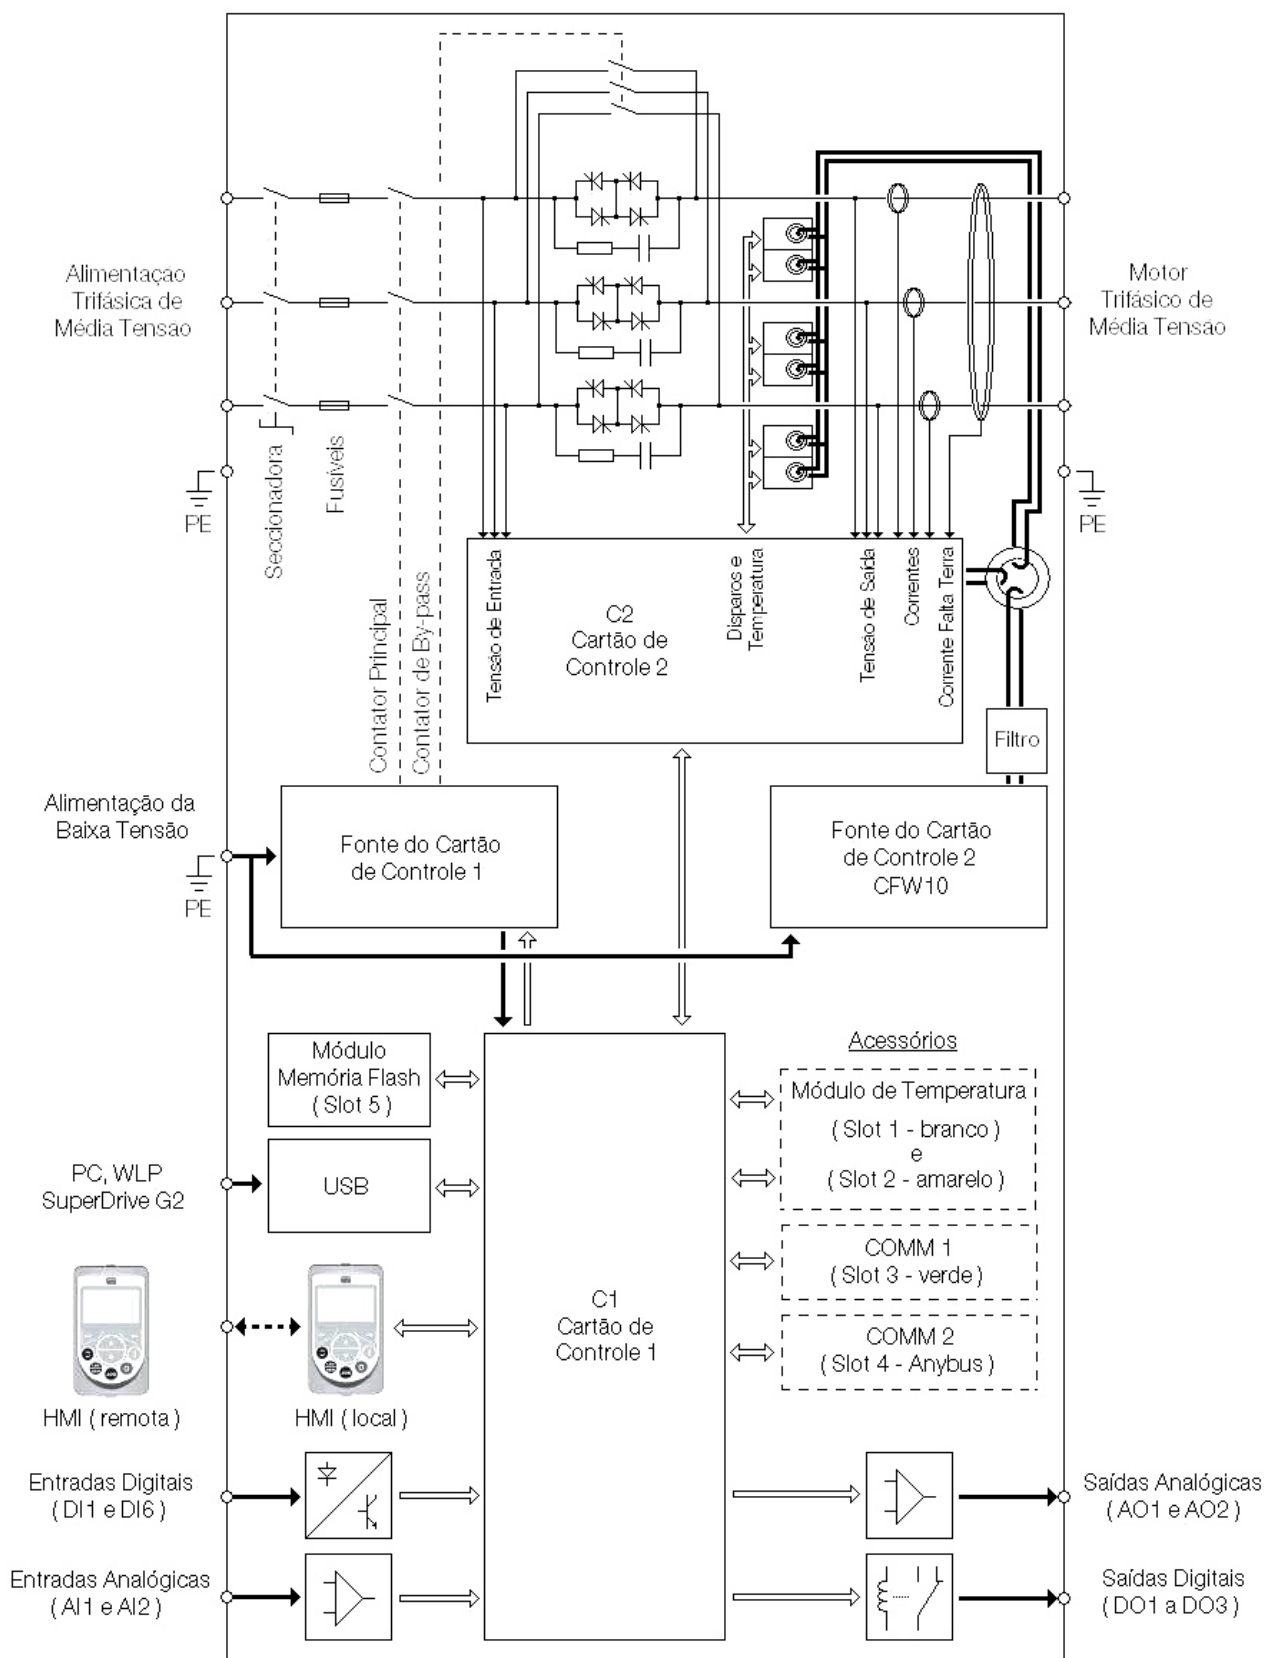 Alimentação
Trifásica de
Média Tensão
Motor
Trifásico de
Média Tensão
PE
PE
Seccionadora
Fusíveis
Contator Principal
Contator de By-pass
Tensão de Entrada
C2
Cartão de
Controle 2
Disparos e
Temperatura
Tensão de Saída
Correntes
Corrente Falta Terra
Filtro
Alimentação da
Baixa Tensão
PE
Fonte do Cartão
de Controle 1
Fonte do Cartão
de Controle 2
CFW10
Módulo
Memória Flash
( Slot 5 )
Acessórios
Módulo de Temperatura
( Slot 1 - branco )
e
( Slot 2 - amarelo )
PC, WLP
SuperDrive G2
USB
COMM 1
( Slot 3 - verde )
C1
Cartão de
Controle 1
COMM 2
( Slot 4 - Anybus )
HMI ( remota )
HMI ( local )
Entradas Digitais
( DI1 e DI6 )
Saídas Analógicas
( AO1 e AO2 )
Entradas Analógicas
( AI1 e AI2 )
Saídas Digitais
( DO1 a DO3 )